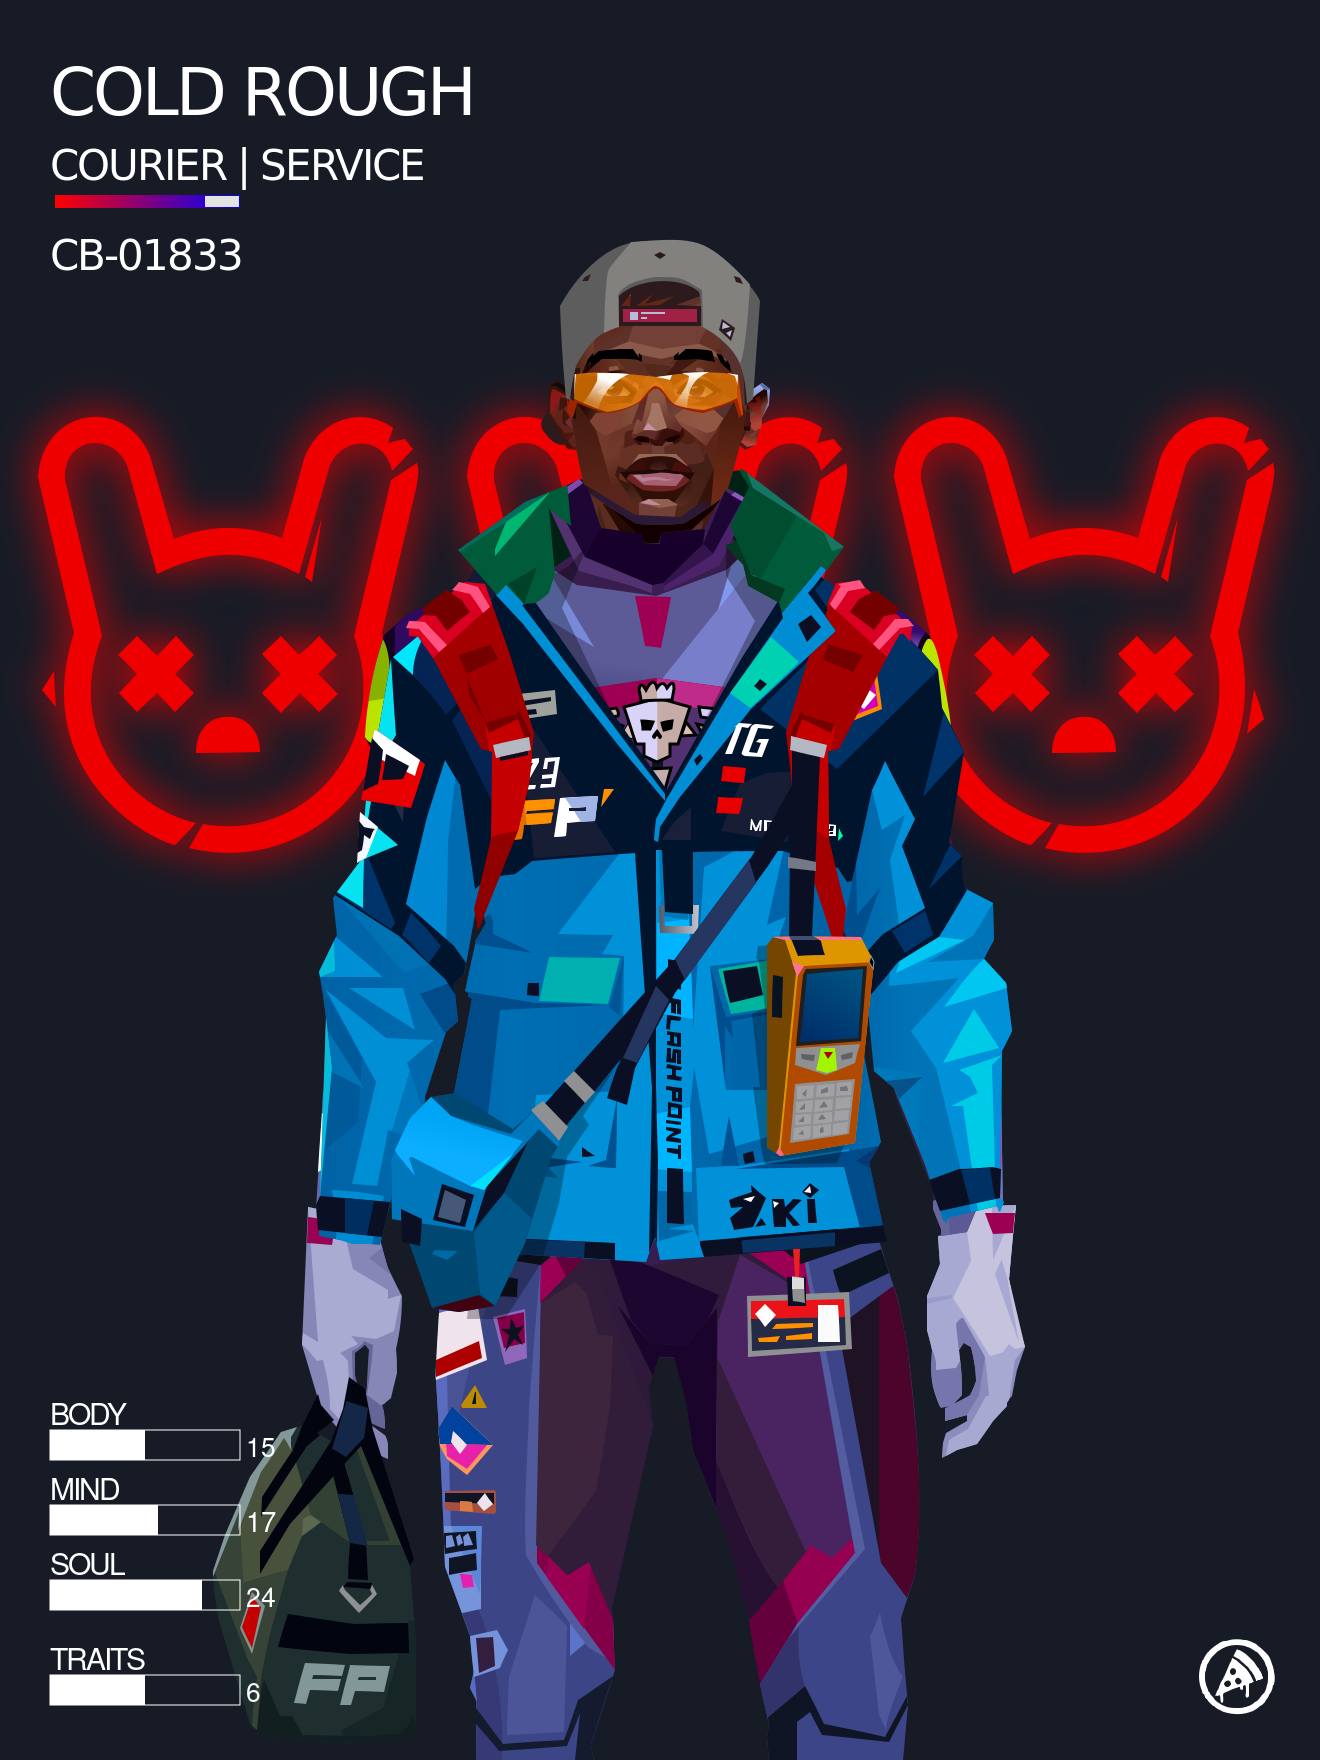 COLD ROUGH
COURIER | SERVICE
CB-01833
TG
FP
FLASH POINT
BODY
15
MIND
17
SOUL
24
TRAITS
6
FP